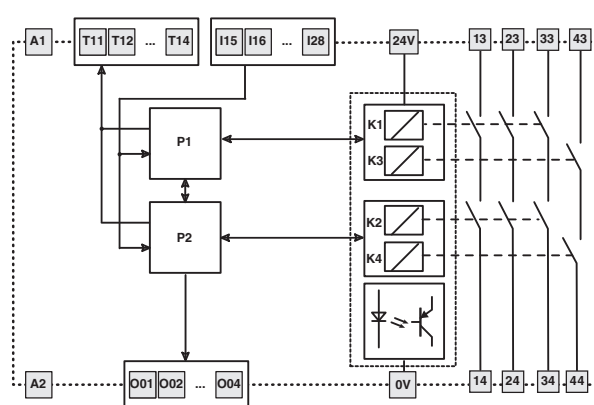 A1 T11 T12 ... T14 I15 I16 ... I28 24V 13 23 33 43
K1
P1
K3
K2
P2
K4
A2 O01 O02 ... O04 0V 14 24 34 44